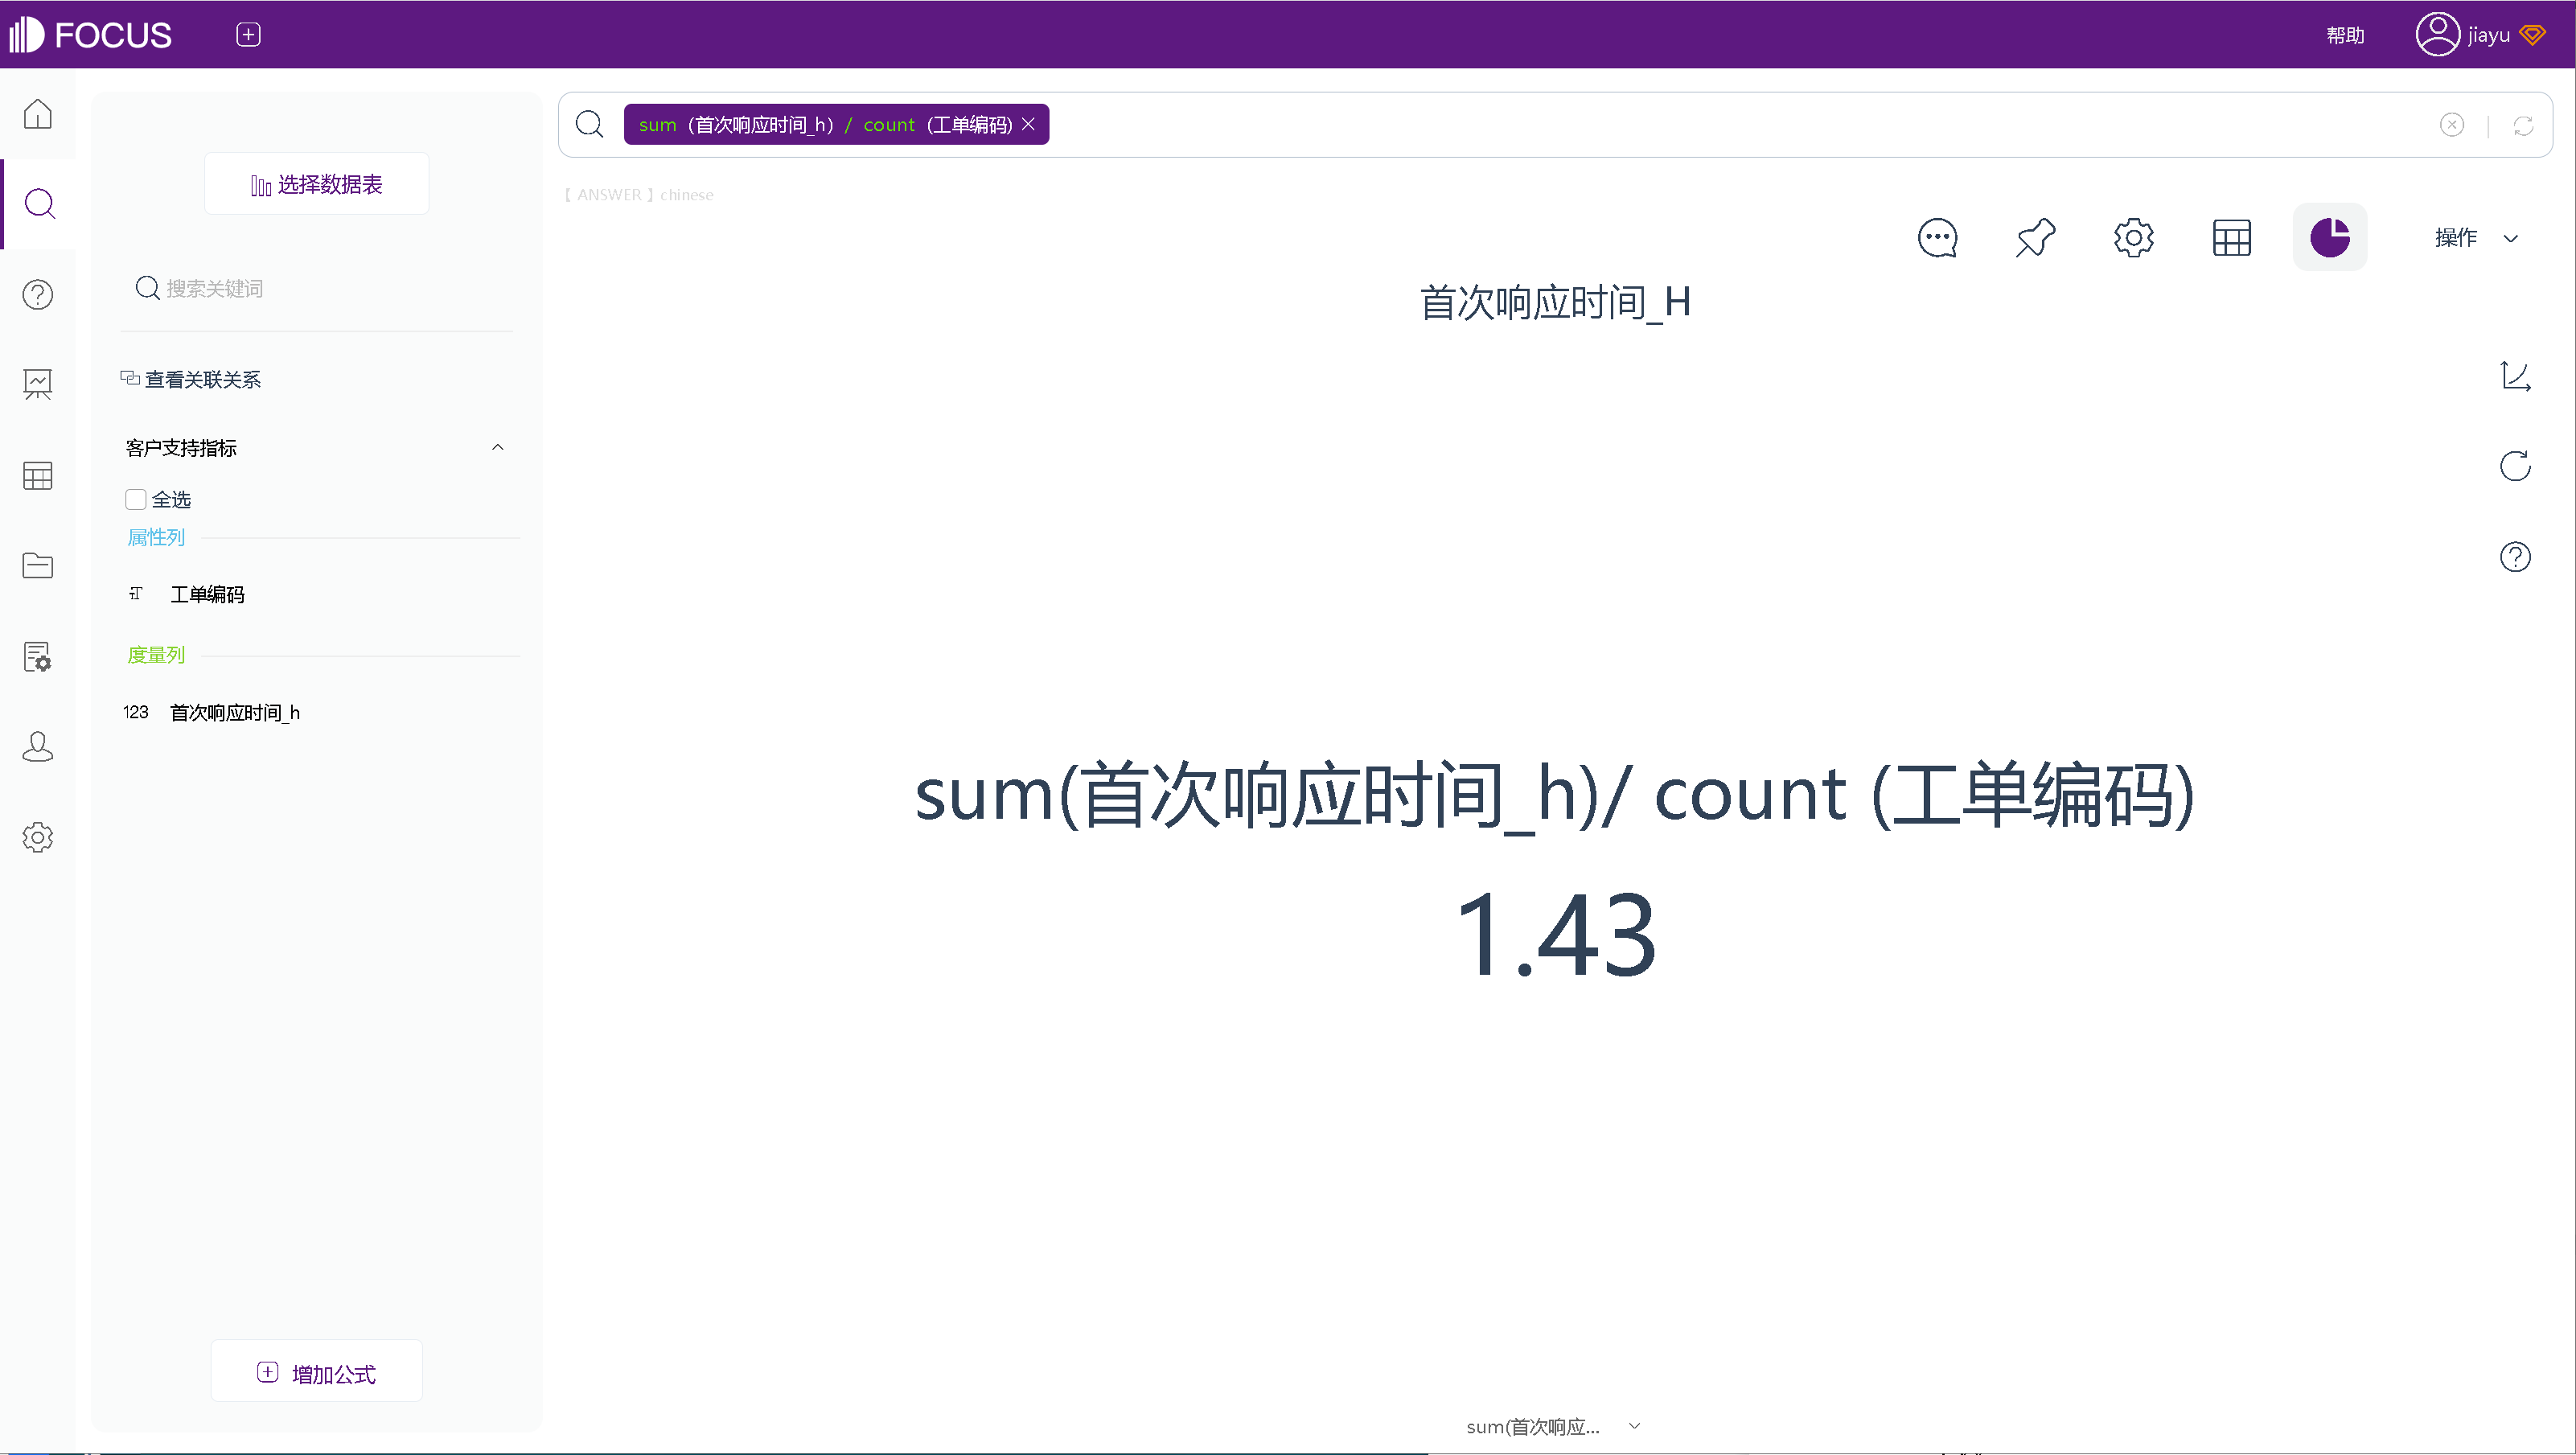 FOCUS
帮助
jiayu
选择数据表
搜索关键词
查看关联关系
客户支持指标
全选
属性列
工单编码
度量列
123 首次响应时间_h
增加公式
sum (首次响应时间_h) / count (工单编码)
【 ANSWER 】chinese
操作
首次响应时间_H
sum(首次响应时间_h)/ count (工单编码)
1.43
sum(首次响应...